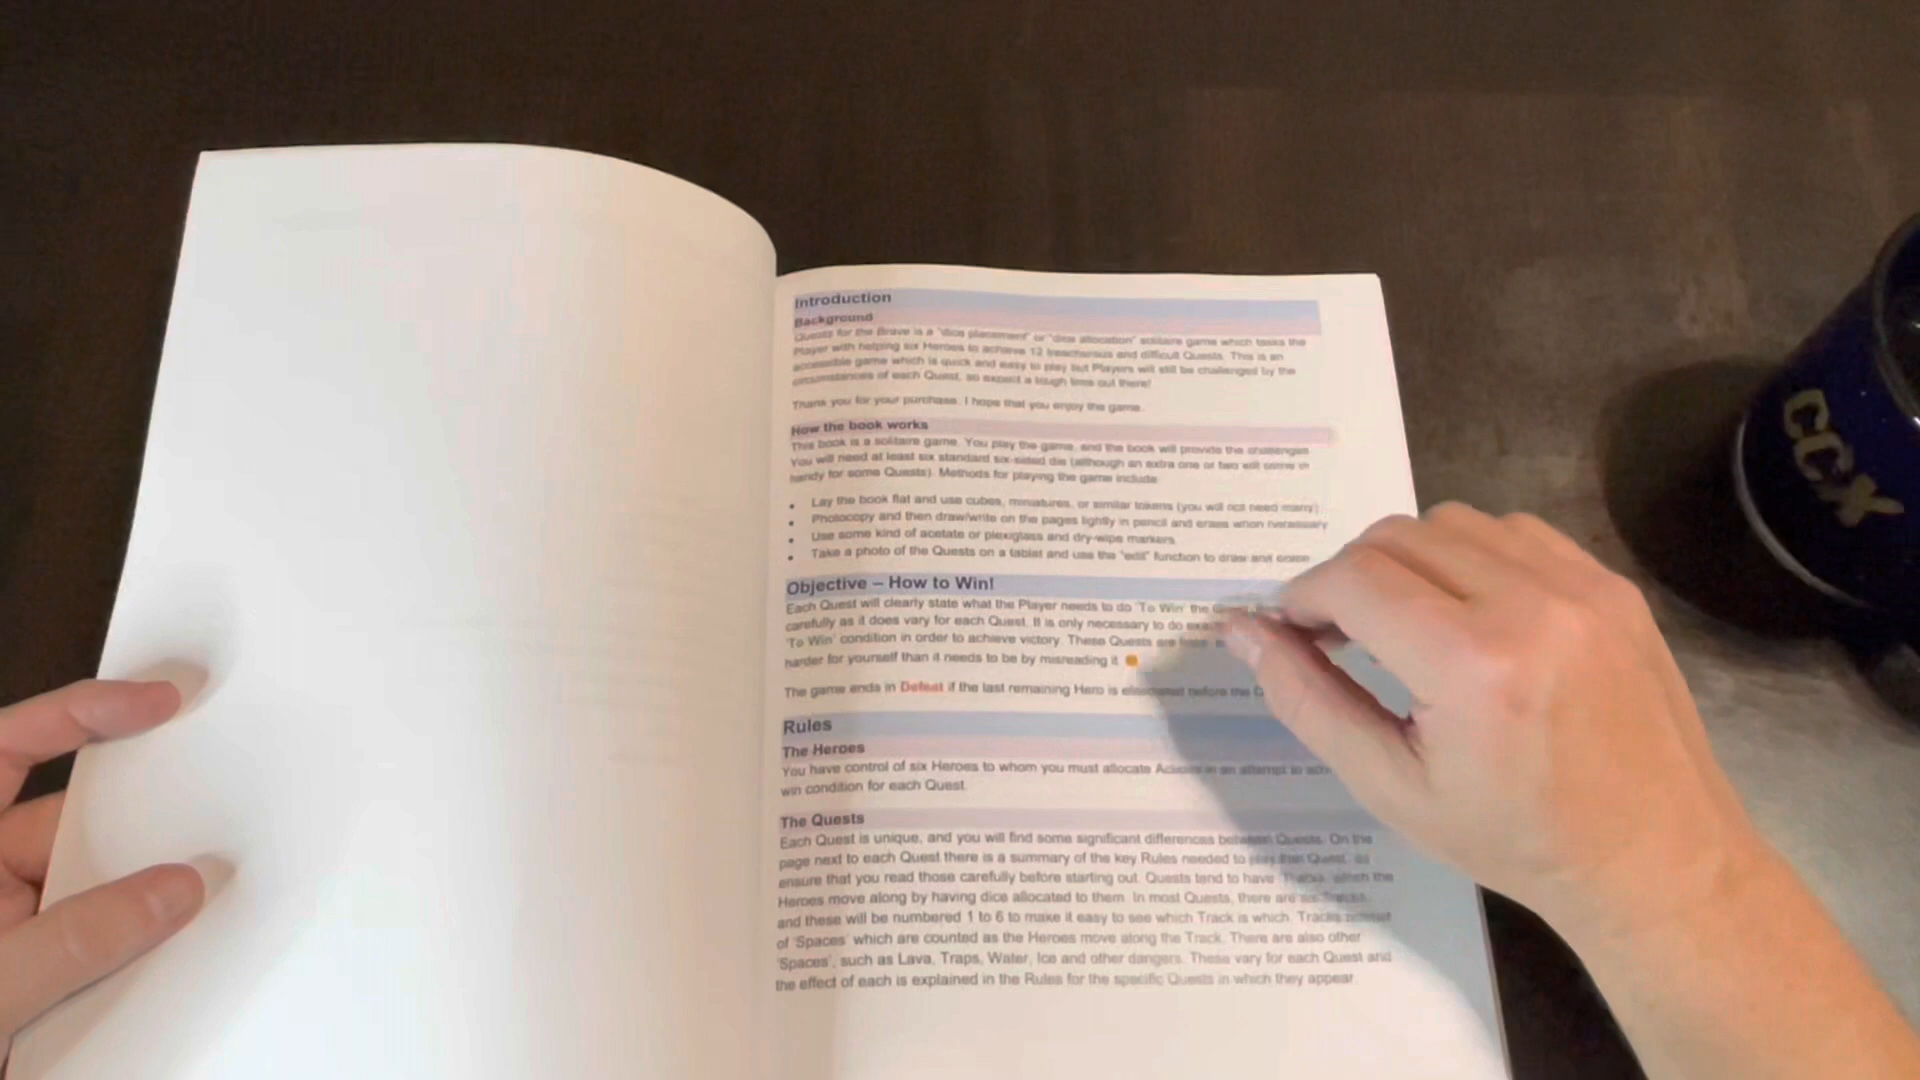 Introduction
Background
Quests for the Brave is a "dice placement" or "dice allocation" solitaire game which tasks the
Player with helping six Heroes to achieve 12 treacherous and difficult Quests. This is an
accessible game which is quick and easy to play but Players will still be challenged by the
circumstances of each Quest, so expect a tough time out there!
Thank you for your purchase. I hope that you enjoy the game.
How the book works
This book is a solitaire game. You play the game, and the book will provide the challenges.
You will need at least six standard six-sided die (although an extra one or two will come in
handy for some Quests). Methods for playing the game include:
• Lay the book flat and use cubes, miniatures, or similar tokens (you will not need many)
• Photocopy and then draw/write on the pages lightly in pencil and erase when necessary
• Use some kind of acetate or plexiglass and dry-wipe markers
• Take a photo of the Quests on a tablet and use the "edit" function to draw and
Objective – How to Win!
Each Quest will clearly state what the Player needs to do 'To Win' the
carefully as it does vary for each Quest. It is only necessary to do
'To Win' condition in order to achieve victory. These Quests are
harder for yourself than it needs to be by misreading it
The game ends in Defeat if the last remaining Hero is eliminated before the
Rules
The Heroes
You have control of six Heroes to whom you must allocate Actions in an attempt to
win condition for each Quest.
The Quests
Each Quest is unique, and you will find some significant differences between Quests. On the
page next to each Quest there is a summary of the key Rules needed to play that Quest, so
ensure that you read those carefully before starting out. Quests tend to have Tracks, which the
Heroes move along by having dice allocated to them. In most Quests, there are six Tracks,
and these will be numbered 1 to 6 to make it easy to see which Track is which. Tracks consist
of 'Spaces' which are counted as the Heroes move along the Track. There are also other
'Spaces', such as Lava, Traps, Water, Ice and other dangers. These vary for each Quest and
the effect of each is explained in the Rules for the specific Quests in which they appear.
CCX